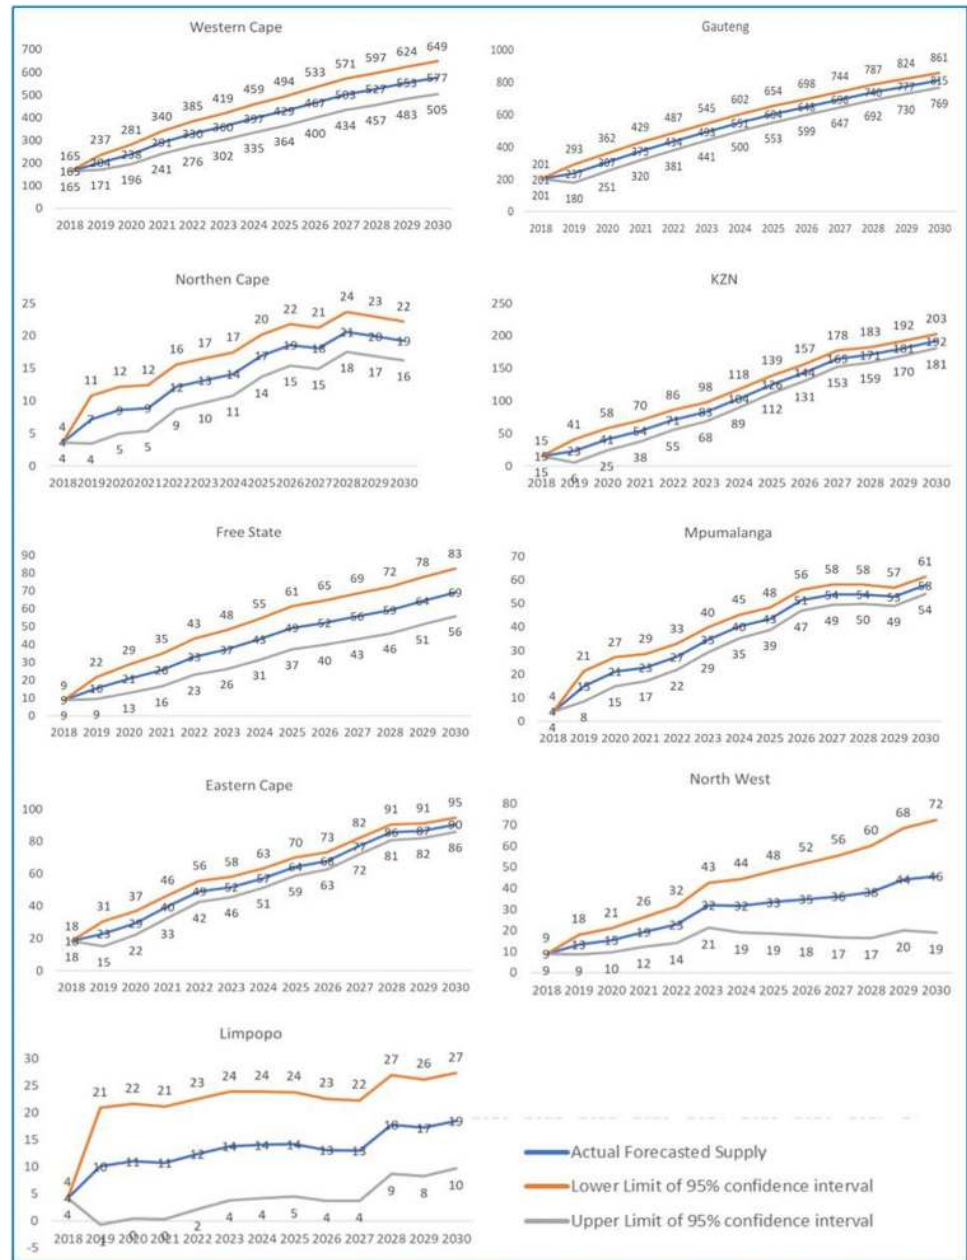 Western Cape
700
600
500
400
300
200
100
0
165 237 281 340 385 419 459 494 533 571 597 624 649
165 204 238 291 330 360 397 429 467 503 527 553 577
165 171 196 241 276 302 335 364 400 434 457 483 505
2018 2019 2020 2021 2022 2023 2024 2025 2026 2027 2028 2029 2030
Gauteng
1000
800
600
400
200
0
201 293 362 429 487 545 602 654 698 744 787 824 861
201 237 307 375 434 493 551 604 648 696 740 777 815
201 180 251 320 381 441 500 553 599 647 692 730 769
2018 2019 2020 2021 2022 2023 2024 2025 2026 2027 2028 2029 2030
Northen Cape
25
20
15
10
5
0
4 11 12 12 16 17 17 20 22 21 24 23 22
4 7 9 9 12 13 14 17 19 18 21 20 19
4 4 5 5 9 10 11 14 15 15 18 17 16
2018 2019 2020 2021 2022 2023 2024 2025 2026 2027 2028 2029 2030
KZN
250
200
150
100
50
0
15 41 58 70 86 98 118 139 157 178 183 192 203
15 23 41 54 71 83 104 126 144 165 171 181 192
15 6 25 38 55 68 89 112 131 153 159 170 181
2018 2019 2020 2021 2022 2023 2024 2025 2026 2027 2028 2029 2030
Free State
90
80
70
60
50
40
30
20
10
0
9 22 29 35 43 48 55 61 65 69 72 78 83
9 16 21 26 33 37 43 49 52 56 59 64 69
9 9 13 16 23 26 31 37 40 43 46 51 56
2018 2019 2020 2021 2022 2023 2024 2025 2026 2027 2028 2029 2030
Mpumalanga
70
60
50
40
30
20
10
0
4 21 27 29 33 40 45 48 56 58 58 57 61
4 15 21 23 27 35 40 43 51 54 54 53 58
4 8 15 17 22 29 35 39 47 49 50 49 54
2018 2019 2020 2021 2022 2023 2024 2025 2026 2027 2028 2029 2030
Eastern Cape
100
80
60
40
20
0
18 31 37 46 56 58 63 70 73 82 91 91 95
18 23 29 40 49 52 57 64 68 77 86 87 90
18 15 22 33 42 46 51 59 63 72 81 82 86
2018 2019 2020 2021 2022 2023 2024 2025 2026 2027 2028 2029 2030
North West
80
70
60
50
40
30
20
10
0
9 18 21 26 32 43 44 48 52 56 60 68 72
9 13 15 19 23 32 32 33 35 36 38 44 46
9 9 10 12 14 21 19 19 18 17 17 20 19
2018 2019 2020 2021 2022 2023 2024 2025 2026 2027 2028 2029 2030
Limpopo
30
25
20
15
10
5
0
-5
4 21 22 21 23 24 24 24 23 22 27 26 27
4 10 11 11 12 14 14 14 13 13 18 17 19
4 0 0 2 4 4 5 4 4 9 8 10
2018 2019 2020 2021 2022 2023 2024 2025 2026 2027 2028 2029 2030
Actual Forecasted Supply
Lower Limit of 95% confidence interval
Upper Limit of 95% confidence interval